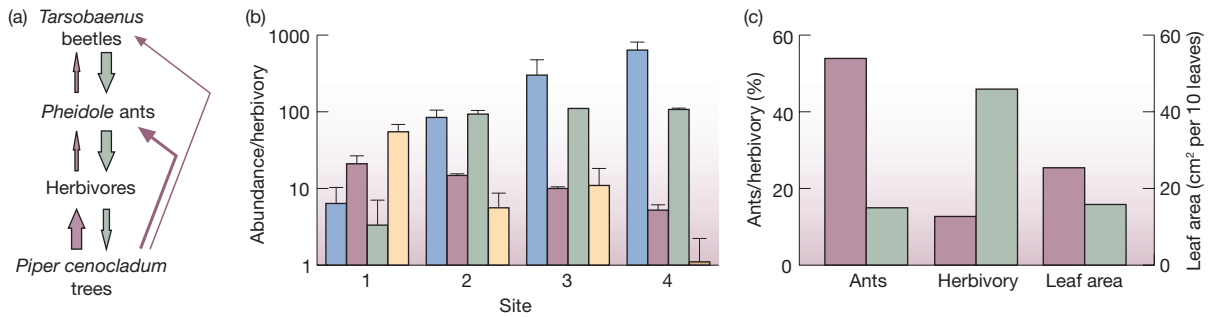 (a)
Tarsobaenus
beetles
Pheidole ants
Herbivores
Piper cenocladum
trees
(b)
Abundance/herbivory
1000
100
10
1
1 2 3 4
Site
(c)
Ants/herbivory (%)
60
40
20
0
Ants Herbivory Leaf area
60
40
20
0
Leaf area (cm² per 10 leaves)